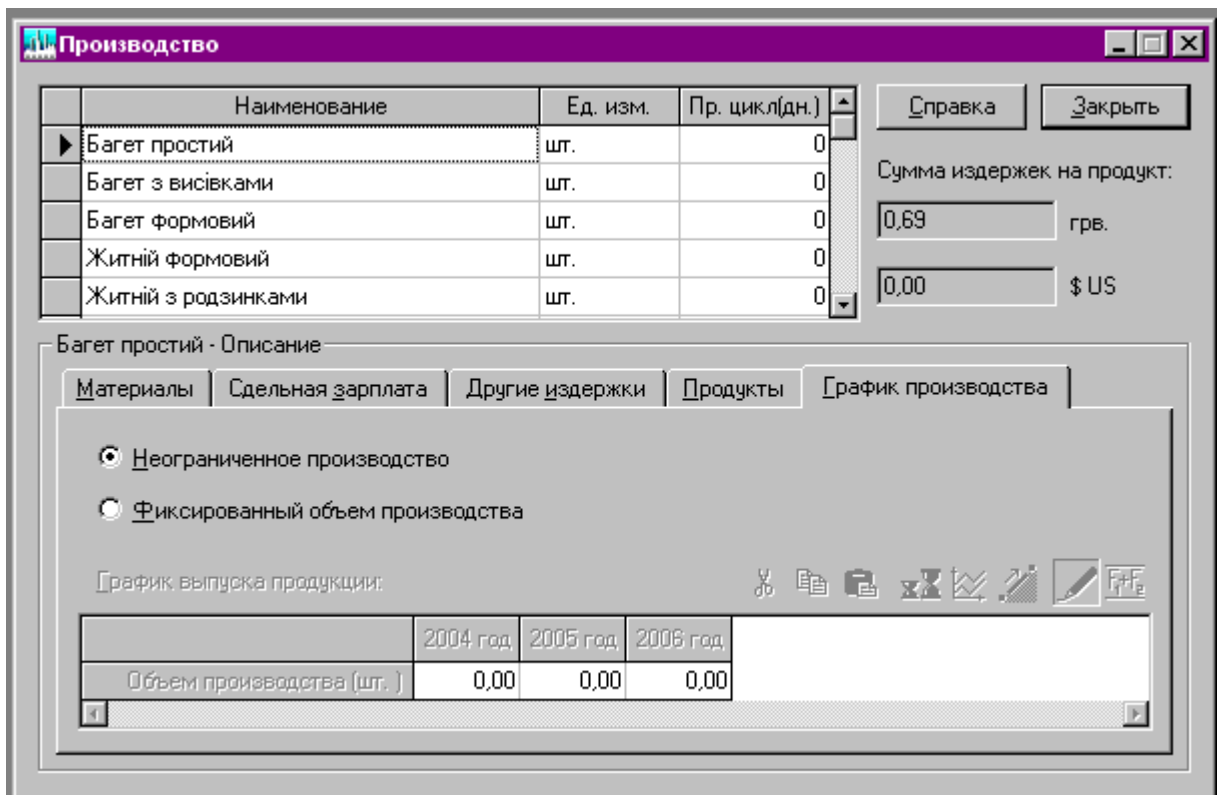 Производство
Наименование Ед. изм. Пр. цикл(дн.)
Багет простий шт. 0
Багет з висівками шт. 0
Багет формовий шт. 0
Житній формовий шт. 0
Житній з родзинками шт. 0
Справка Закрыть
Сумма издержек на продукт:
0,69 грв.
0,00 $ US
Багет простий - Описание
Материалы Сдельная зарплата Другие издержки Продукты График производства
Неограниченное производство
Фиксированный объем производства
График выпуска продукции:
2004 год 2005 год 2006 год
Объем производства (шт. ) 0,00 0,00 0,00